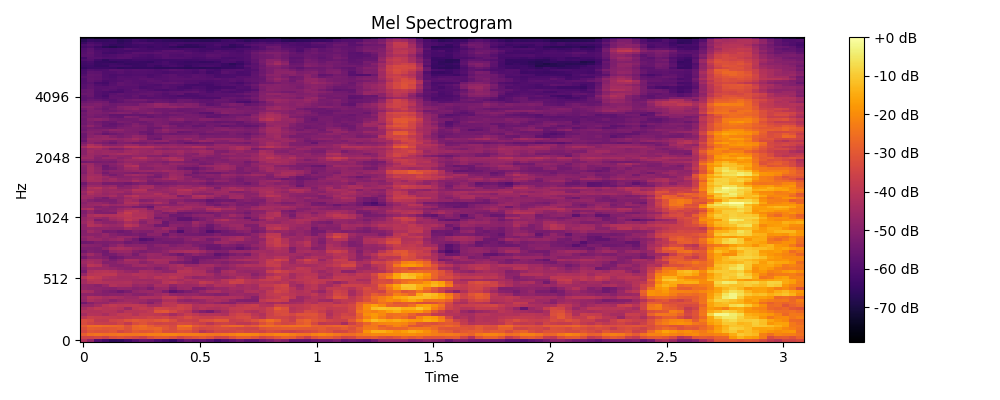 Mel Spectrogram
+0 dB
-10 dB
-20 dB
-30 dB
-40 dB
-50 dB
-60 dB
-70 dB
Hz
4096
2048
1024
512
0
0
0.5
1
1.5
2
2.5
3
Time